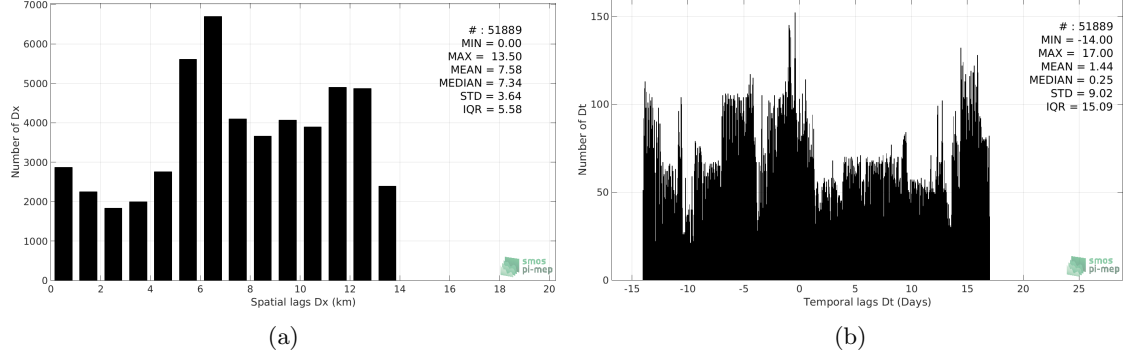 7000
6000
5000
4000
3000
2000
1000
0
Number of Dx
# : 51889
MIN = 0.00
MAX = 13.50
MEAN = 7.58
MEDIAN = 7.34
STD = 3.64
IQR = 5.58
smos
pi-mep
0 2 4 6 8 10 12 14 16 18 20
Spatial lags Dx (km)
(a)
150
100
50
0
Number of Dt
# : 51889
MIN = -14.00
MAX = 17.00
MEAN = 1.44
MEDIAN = 0.25
STD = 9.02
IQR = 15.09
smos
pi-mep
-15 -10 -5 0 5 10 15 20 25
Temporal lags Dt (Days)
(b)